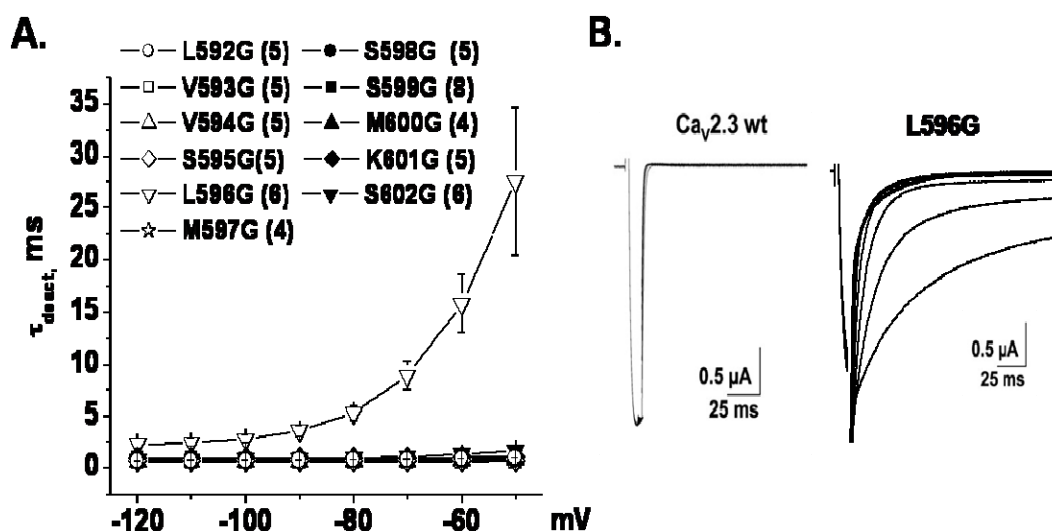 A.
L592G (5)
V593G (5)
V594G (5)
S595G(5)
L596G (6)
M597G (4)
S598G (5)
S599G (8)
M600G (4)
K601G (5)
S602G (6)
τdeact, ms
35
30
25
20
15
10
5
0
-120
-100
-80
-60
mV
B.
CaV2.3 wt
0.5 µA
25 ms
L596G
0.5 µA
25 ms